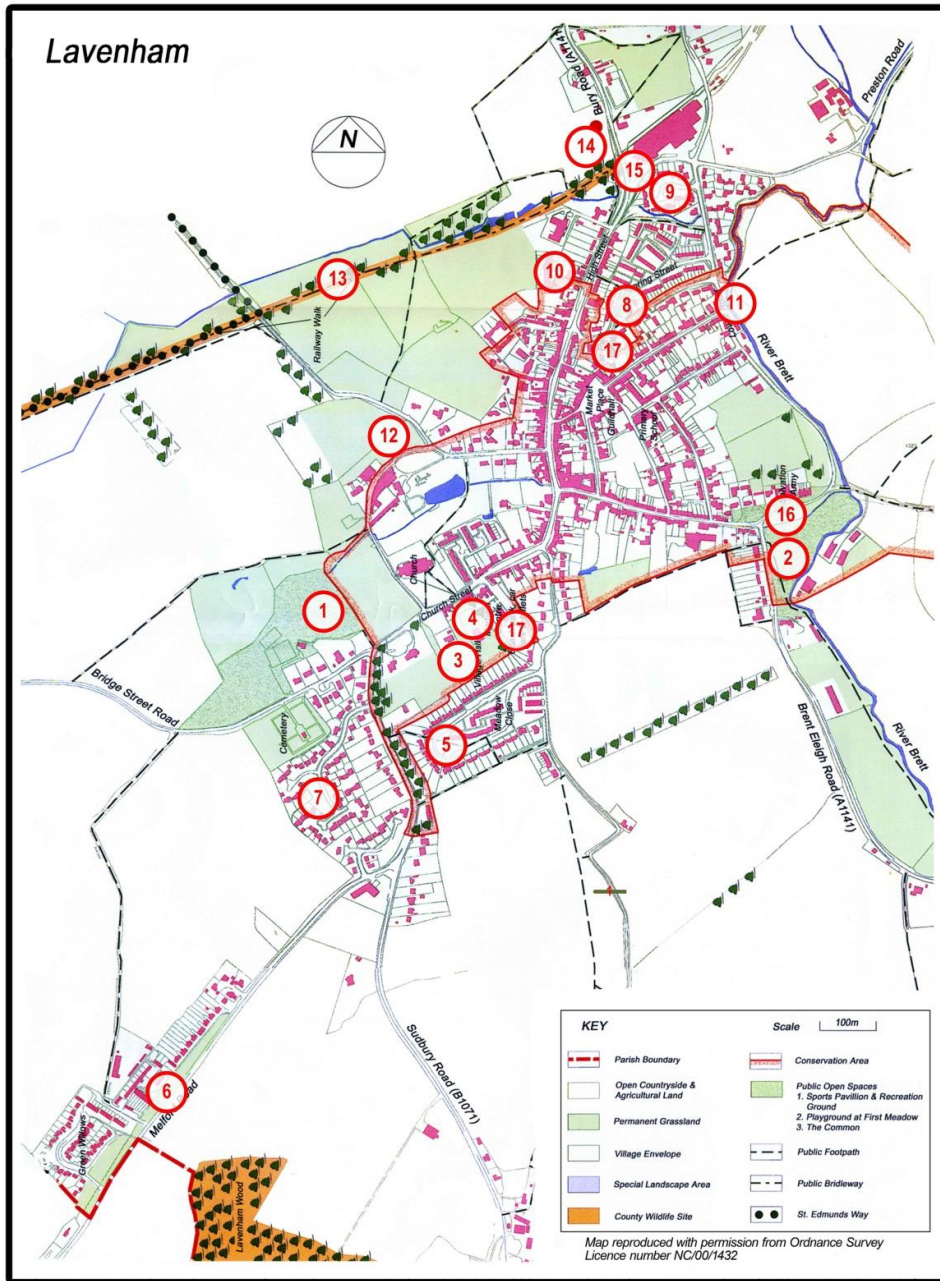 Lavenham
N
Bury Road (A1141)
Preston Road
14
15
9
13
10
High Street
8
11
17
Railway Walk
River Brett
Market
Place
Guildhall
Primary
School
12
Army
16
2
Church
1
Church Street
4
17
3
Bridge Street
Road
Cemetery
Meadow
Close
5
7
Brent Eleigh Road (A1141)
River Brett
Sudbury Road (B1071)
6
Green Willows
Lavenham Wood
KEY
Scale
100m
Parish Boundary
Conservation Area
Open Countryside &
Agricultural Land
Public Open Spaces
1. Sports Pavillion & Recreation
Ground
2. Playground at First Meadow
3. The Common
Permanent Grassland
Village Envelope
Public Footpath
Special Landscape Area
Public Bridleway
County Wildlife Site
St. Edmunds Way
Map reproduced with permission from Ordnance Survey
Licence number NC/00/1432